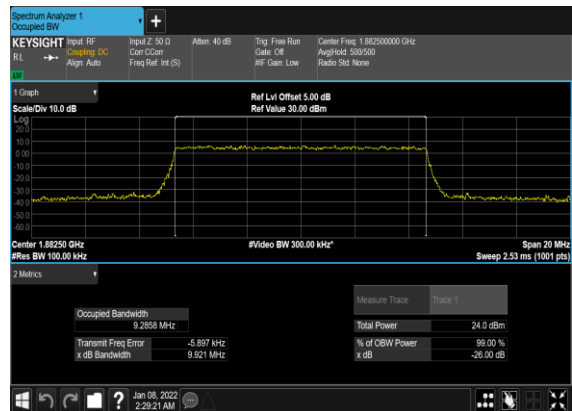 Spectrum Analyzer 1
Occupied BW
+
KEYSIGHT Input: RF Input Z: 50 Ω Atten: 40 dB Trig: Free Run Center Freq: 1.882500000 GHz
RL Coupling: DC Corr CCorr Gate: Off Avg|Hold: 500/500
Align: Auto Freq Ref: Int (S) #IF Gain: Low Radio Std: None
1 Graph Ref Lvl Offset 5.00 dB
Scale/Div 10.0 dB Ref Value 30.00 dBm
Log
20.0
10.0
0.00
-10.0
-20.0
-30.0
-40.0
-50.0
-60.0
Center 1.88250 GHz #Video BW 300.00 kHz* Span 20 MHz
#Res BW 100.00 kHz Sweep 2.53 ms (1001 pts)
2 Metrics
Measure Trace Trace 1
Occupied Bandwidth
9.2858 MHz Total Power 24.0 dBm
Transmit Freq Error -5.897 kHz % of OBW Power 99.00 %
x dB Bandwidth 9.921 MHz x dB -26.00 dB
? Jan 08, 2022
2:29:21 AM